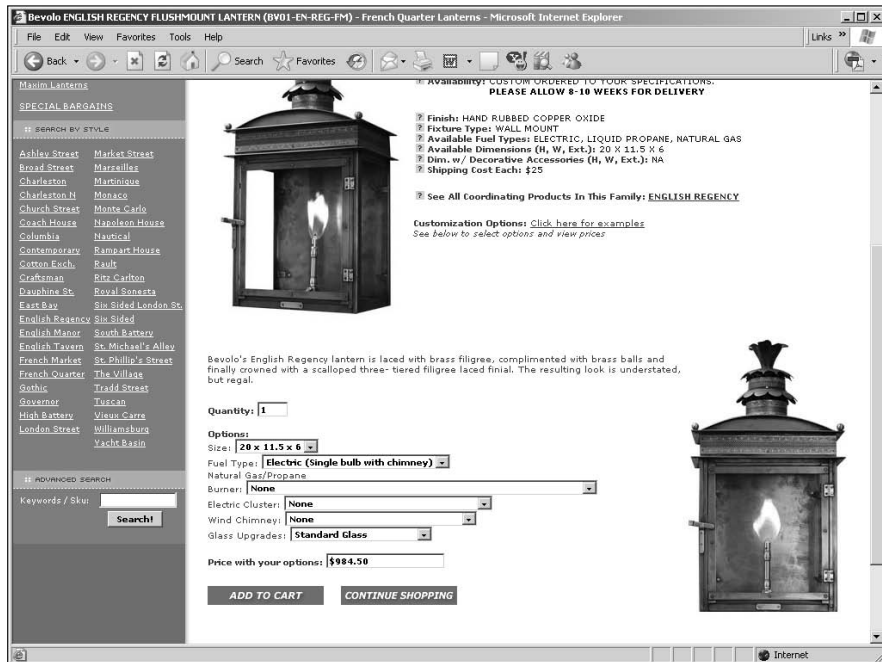 Bevolo ENGLISH REGENCY FLUSHMOUNT LANTERN (BV01-EN-REG-FM) - French Quarter Lanterns - Microsoft Internet Explorer
File Edit View Favorites Tools Help
Links »
Back
Search
Favorites
Maxim Lanterns
SPECIAL BARGAINS
SEARCH BY STYLE
Ashley Street Market Street
Broad Street Marseilles
Charleston Martinique
Charleston N Monaco
Church Street Monte Carlo
Coach House Napoleon House
Columbia Nautical
Contemporary Rampart House
Cotton Exch. Rault
Craftsman Ritz Carlton
Dauphine St. Royal Sonesta
East Bay Six Sided London St.
English Regency Six Sided
English Manor South Battery
English Tavern St. Michael's Alley
French Market St. Phillip's Street
French Quarter The Village
Gothic Tradd Street
Governor Tuscan
High Battery Vieux Carre
London Street Williamsburg
Yacht Basin
ADVANCED SEARCH
Keywords / Sku:
Search!
? Availability: CUSTOM ORDERED TO YOUR SPECIFICATIONS.
PLEASE ALLOW 8-10 WEEKS FOR DELIVERY
? Finish: HAND RUBBED COPPER OXIDE
? Fixture Type: WALL MOUNT
? Available Fuel Types: ELECTRIC, LIQUID PROPANE, NATURAL GAS
? Available Dimensions (H, W, Ext.): 20 X 11.5 X 6
? Dim. w/ Decorative Accessories (H, W, Ext.): NA
? Shipping Cost Each: $25
? See All Coordinating Products In This Family: ENGLISH REGENCY
Customization Options: Click here for examples
See below to select options and view prices
Bevolo's English Regency lantern is laced with brass filigree, complimented with brass balls and
finally crowned with a scalloped three- tiered filigree laced finial. The resulting look is understated,
but regal.
Quantity: 1
Options:
Size: 20 x 11.5 x 6
Fuel Type: Electric (Single bulb with chimney)
Natural Gas/Propane
Burner: None
Electric Cluster: None
Wind Chimney: None
Glass Upgrades: Standard Glass
Price with your options: $984.50
ADD TO CART CONTINUE SHOPPING
Internet